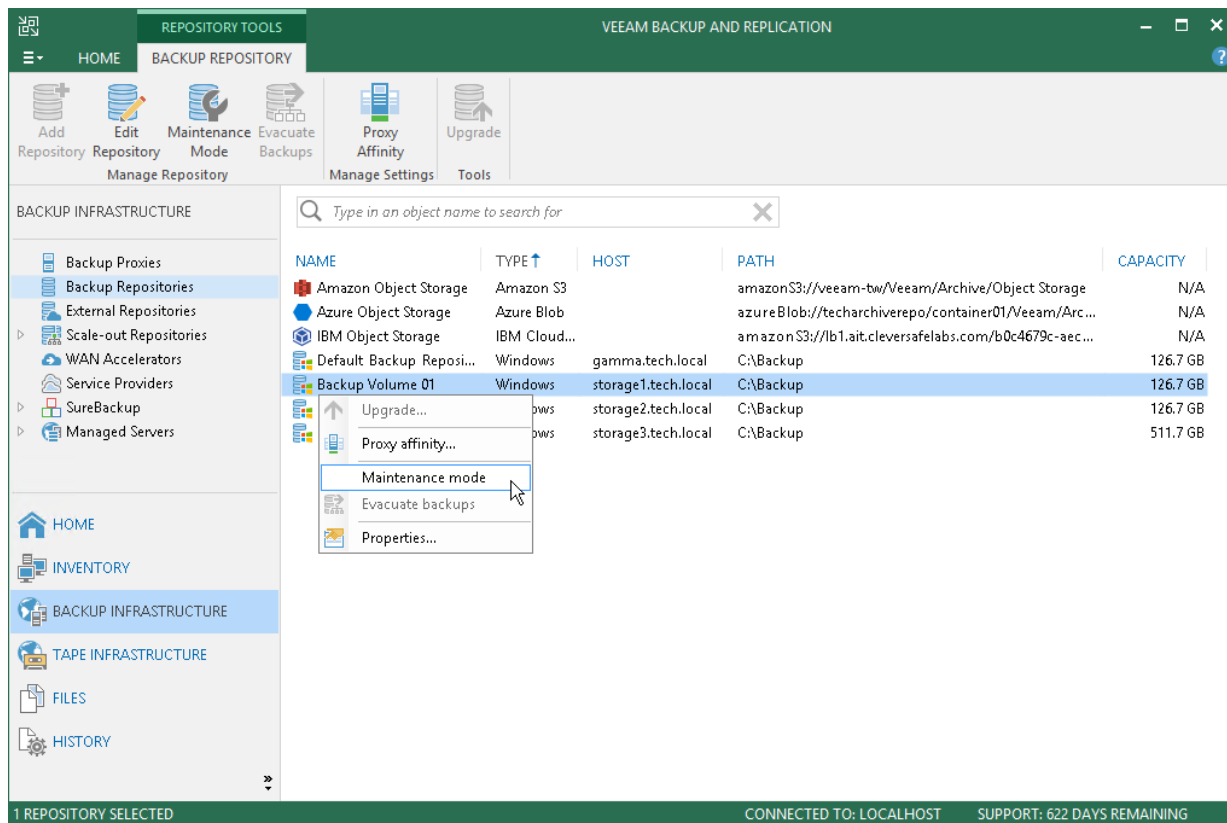 REPOSITORY TOOLS
VEEAM BACKUP AND REPLICATION
HOME
BACKUP REPOSITORY
Add Repository
Edit Repository
Maintenance Mode
Evacuate Backups
Proxy Affinity
Upgrade
Manage Repository
Manage Settings
Tools
BACKUP INFRASTRUCTURE
Backup Proxies
Backup Repositories
External Repositories
Scale-out Repositories
WAN Accelerators
Service Providers
SureBackup
Managed Servers
HOME
INVENTORY
BACKUP INFRASTRUCTURE
TAPE INFRASTRUCTURE
FILES
HISTORY
Type in an object name to search for
NAME TYPE HOST PATH CAPACITY
Amazon Object Storage Amazon S3 amazonS3://veeam-tw/Veeam/Archive/Object Storage N/A
Azure Object Storage Azure Blob azureBlob://techarchiverepo/container01/Veeam/Arc... N/A
IBM Object Storage IBM Cloud... amazonS3://lb1.ait.cleversafelabs.com/b0c4679c-aec... N/A
Default Backup Reposi... Windows gamma.tech.local C:\Backup 126.7 GB
Backup Volume 01 Windows storage1.tech.local C:\Backup 126.7 GB
ows storage2.tech.local C:\Backup 126.7 GB
ows storage3.tech.local C:\Backup 511.7 GB
Upgrade...
Proxy affinity...
Maintenance mode
Evacuate backups
Properties...
1 REPOSITORY SELECTED
CONNECTED TO: LOCALHOST
SUPPORT: 622 DAYS REMAINING